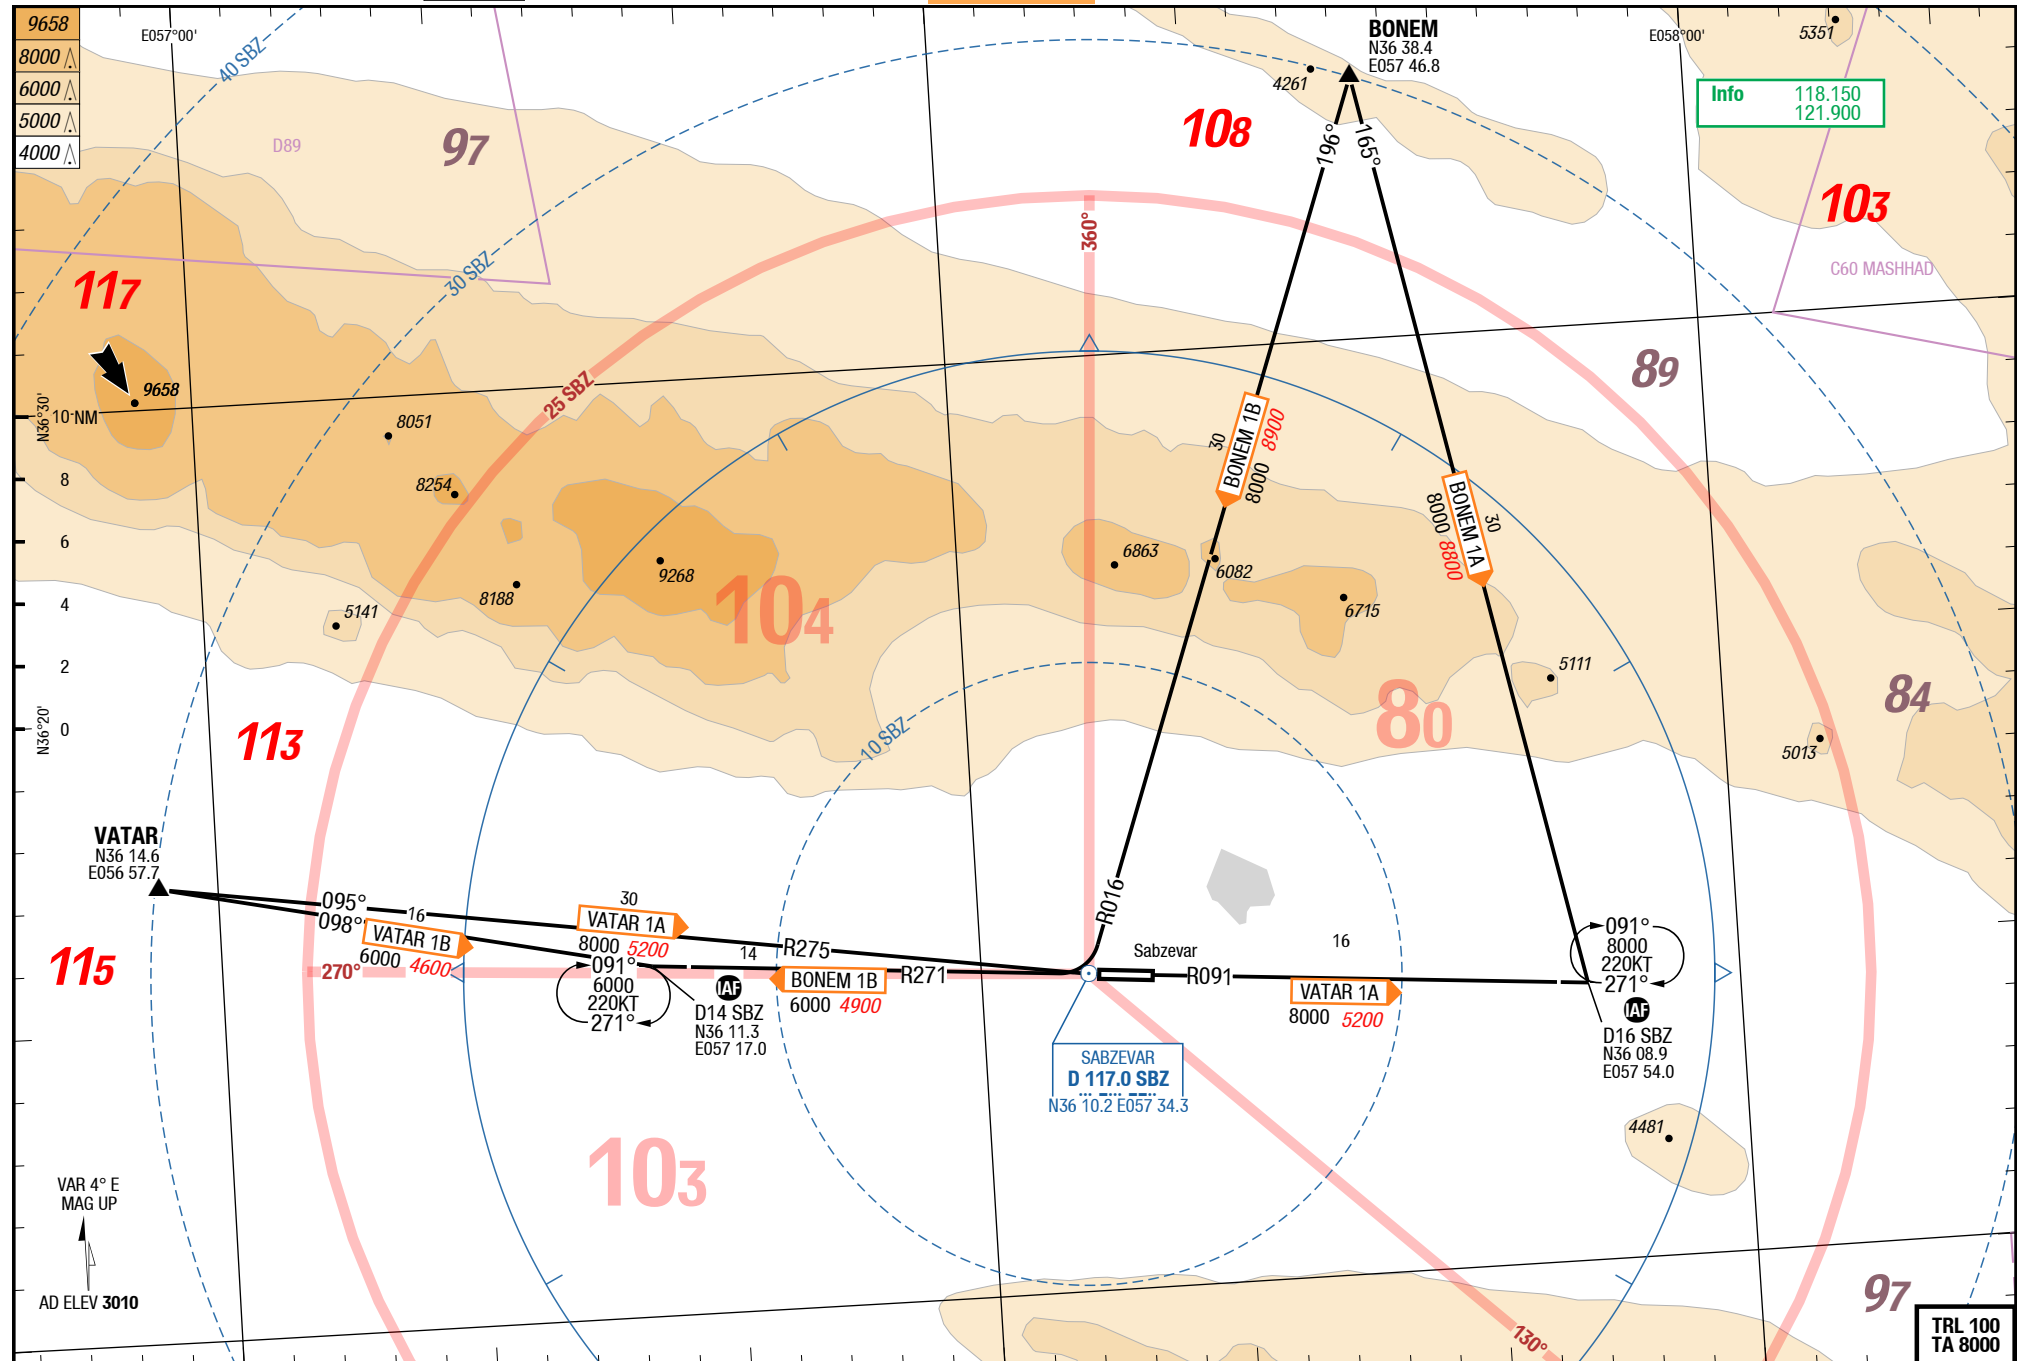 9658
8000
6000
5000
4000
E057°00'
40 SBZ
D89
97
BONEM
N36 38.4
E057 46.8
4261
108
E058°00'
5351
Info 118.150
121.900
196°
165°
103
C60 MASHHAD
117
30 SBZ
360°
9658
N36°30'
10 NM
8
6
4
2
0
N36°20'
8051
8254
25 SBZ
89
30
BONEM 1B
8900
8000
BONEM 1A
30
8000
8800
9268
8188
5141
104
6863
6082
6715
5111
80
84
5013
113
10 SBZ
VATAR
N36 14.6
E056 57.7
095°
098°
16
30
VATAR 1A
8000 5200
VATAR 1B
6000 4600
115
270°
091°
6000
220KT
271°
14
IAF
D14 SBZ
N36 11.3
E057 17.0
R275
R271
BONEM 1B
6000 4900
R016
Sabzevar
R091
16
VATAR 1A
8000 5200
091°
8000
220KT
271°
IAF
D16 SBZ
N36 08.9
E057 54.0
SABZEVAR
D 117.0 SBZ
N36 10.2 E057 34.3
4481
103
VAR 4° E
MAG UP
AD ELEV 3010
130°
97
TRL 100
TA 8000